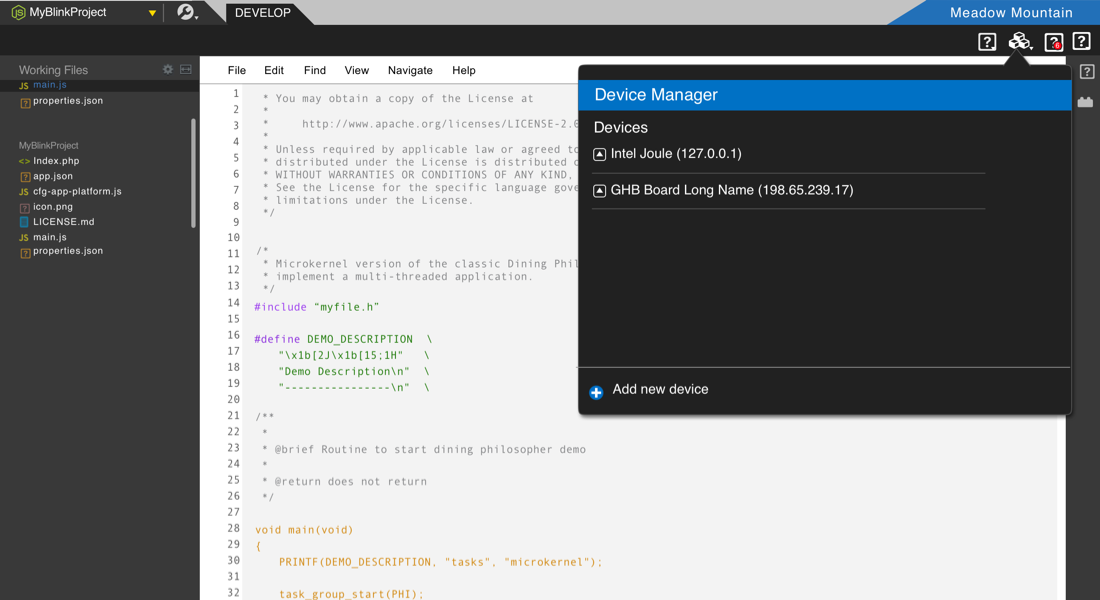 MyBlinkProject
DEVELOP
Meadow Mountain
Working Files
JS main.js
properties.json
MyBlinkProject
<> Index.php
app.json
JS cfg-app-platform.js
icon.png
LICENSE.md
JS main.js
properties.json
File Edit Find View Navigate Help
1
2
3
4
5
6
7
8
9
10
11
12
13
14
15
16
17
18
19
20
21
22
23
24
25
26
27
28
29
30
31
32
* You may obtain a copy of the License at
*
*     http://www.apache.org/licenses/LICENSE-2.0
*
* Unless required by applicable law or agreed to
* distributed under the License is distributed
* WITHOUT WARRANTIES OR CONDITIONS OF ANY KIND,
* See the License for the specific language gove
* limitations under the License.
*/
/*
* Microkernel version of the classic Dining Phil
* implement a multi-threaded application.
*/
#include “myfile.h”
#define DEMO_DESCRIPTION  \
"\x1b[2J\x1b[15;1H"   \
"Demo Description\n"  \
"----------------\n"  \
/**
*
* @brief Routine to start dining philosopher demo
*
* @return does not return
*/
void main(void)
{
PRINTF(DEMO_DESCRIPTION, "tasks", "microkernel");
task_group_start(PHI);
Device Manager
Devices
Intel Joule (127.0.0.1)
GHB Board Long Name (198.65.239.17)
Add new device